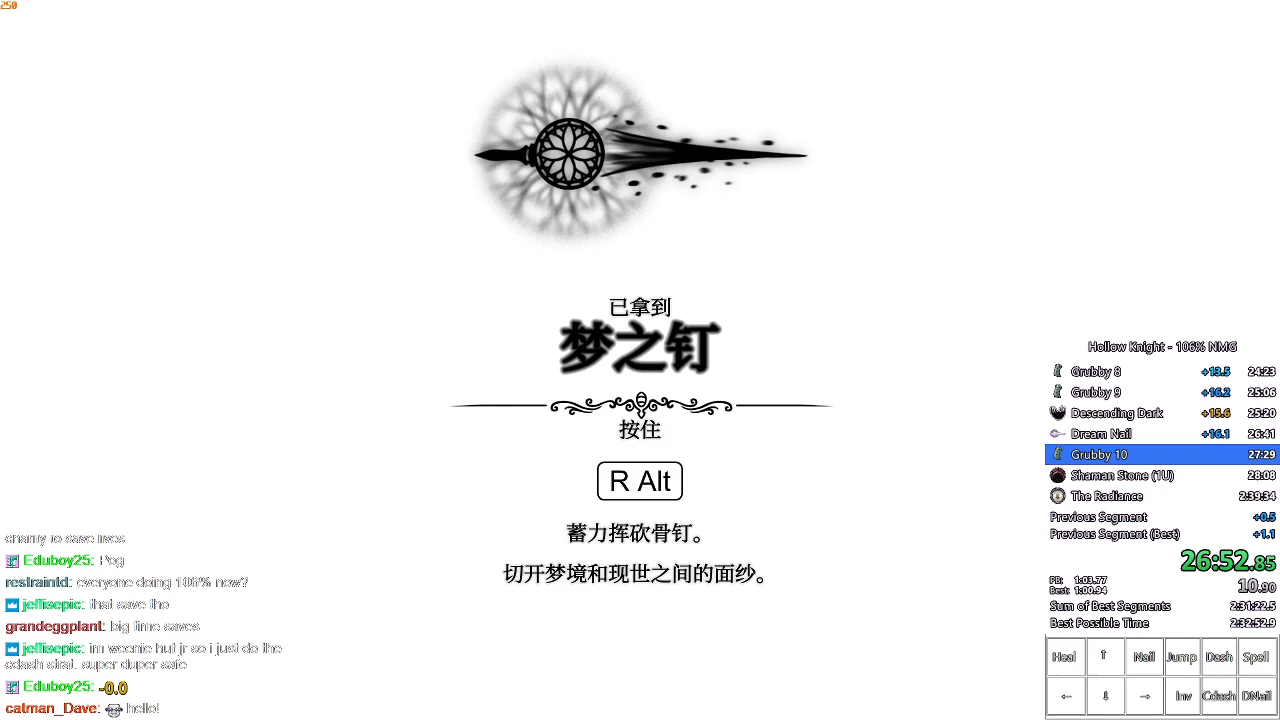 250
已拿到
梦之钉
按住
R Alt
蓄力挥砍骨钉。
切开梦境和现世之间的面纱。
Hollow Knight - 106% NMG
Grubby 8 +13.5 24:23
Grubby 9 +16.2 25:06
Descending Dark +15.6 25:20
Dream Nail +16.1 26:41
Grubby 10 27:29
Shaman Stone (1U) 28:08
The Radiance 2:39:34
Previous Segment +0.5
Previous Segment (Best) +1.1
26:52.85
PB: 1:03.77
Best: 1:00.94
10.90
Sum of Best Segments 2:31:22.5
Best Possible Time 2:32:52.9
Heal ↑ Nail Jump Dash Spell
← ↓ → Inv Cdash DNail
to save lives
Eduboy25: Pog
restraintd: everyone doing 106% now?
jeffisepic: that save tho
grandeggplant: big time saves
jeffisepic: im weenie hut jr so i just do the
cdash strat. super duper safe
Eduboy25: -0.0
catman_Dave: hello!